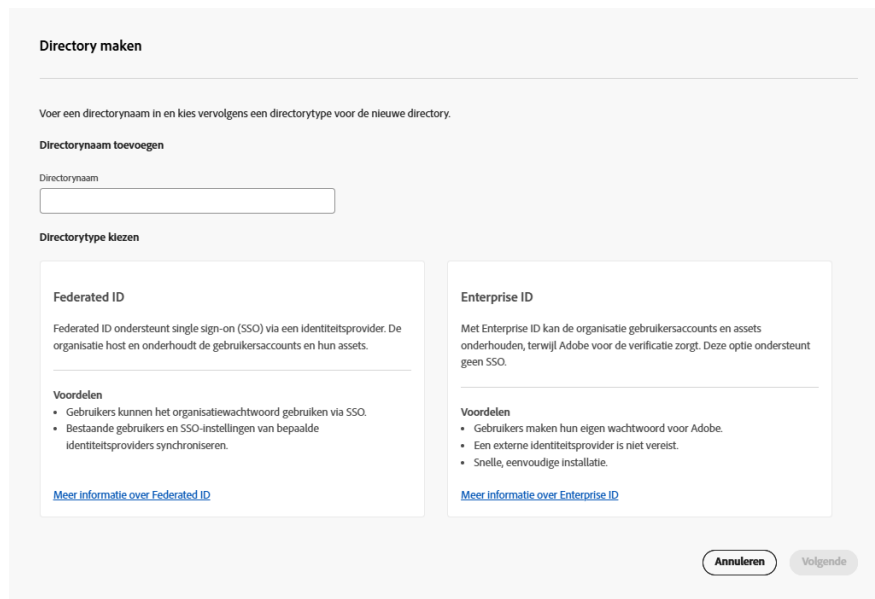 Directory maken
Voer een directorynaam in en kies vervolgens een directorytype voor de nieuwe directory.
Directorynaam toevoegen
Directorynaam
Directorytype kiezen
Federated ID
Federated ID ondersteunt single sign-on (SSO) via een identiteitsprovider. De
organisatie host en onderhoudt de gebruikersaccounts en hun assets.
Voordelen
• Gebruikers kunnen het organisatiewachtwoord gebruiken via SSO.
• Bestaande gebruikers en SSO-instellingen van bepaalde
identiteitsproviders synchroniseren.
Meer informatie over Federated ID
Enterprise ID
Met Enterprise ID kan de organisatie gebruikersaccounts en assets
onderhouden, terwijl Adobe voor de verificatie zorgt. Deze optie ondersteunt
geen SSO.
Voordelen
• Gebruikers maken hun eigen wachtwoord voor Adobe.
• Een externe identiteitsprovider is niet vereist.
• Snelle, eenvoudige installatie.
Meer informatie over Enterprise ID
Annuleren
Volgende